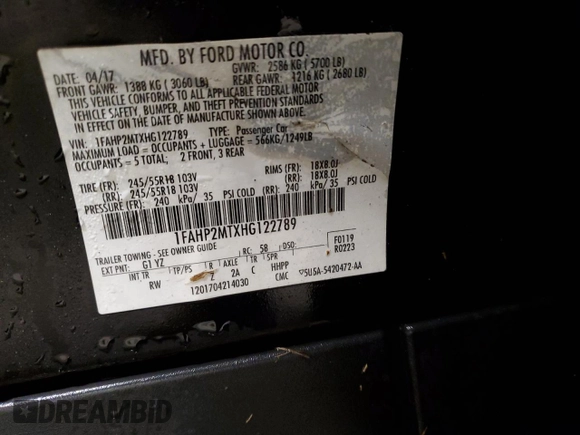 MFD. BY FORD MOTOR CO.
DATE: 04/17 GVWR: 2586 KG ( 5700 LB)
FRONT GAWR: 1388 KG ( 3060 LB) REAR GAWR: 1216 KG ( 2680 LB)
THIS VEHICLE CONFORMS TO ALL APPLICABLE FEDERAL MOTOR
VEHICLE SAFETY, BUMPER, AND THEFT PREVENTION STANDARDS
IN EFFECT ON THE DATE OF MANUFACTURE SHOWN ABOVE.
VIN: 1FAHP2MTXHG122789 TYPE: Passenger Car
MAXIMUM LOAD = OCCUPANTS + LUGGAGE = 566KG/1249LB
OCCUPANTS = 5 TOTAL; 2 FRONT, 3 REAR
TIRE (FR): 245/55R18 103V RIMS (FR): 18X8.0J
(RR): 245/55R18 103V (RR): 18X8.0J
PRESSURE (FR): 240 kPa/ 35 PSI COLD (RR): 240 kPa/ 35 PSI COLD
1FAHP2MTXHG122789
TRAILER TOWING - SEE OWNER GUIDE
EXT PNT: G1 YZ RC: 58 DSO: F0119
INT TR TP/PS R AXLE TR SPR R0223
RW Z 2A C HHPP
1201704214030 CMC 5U5A-5420472-AA
DREAMBID